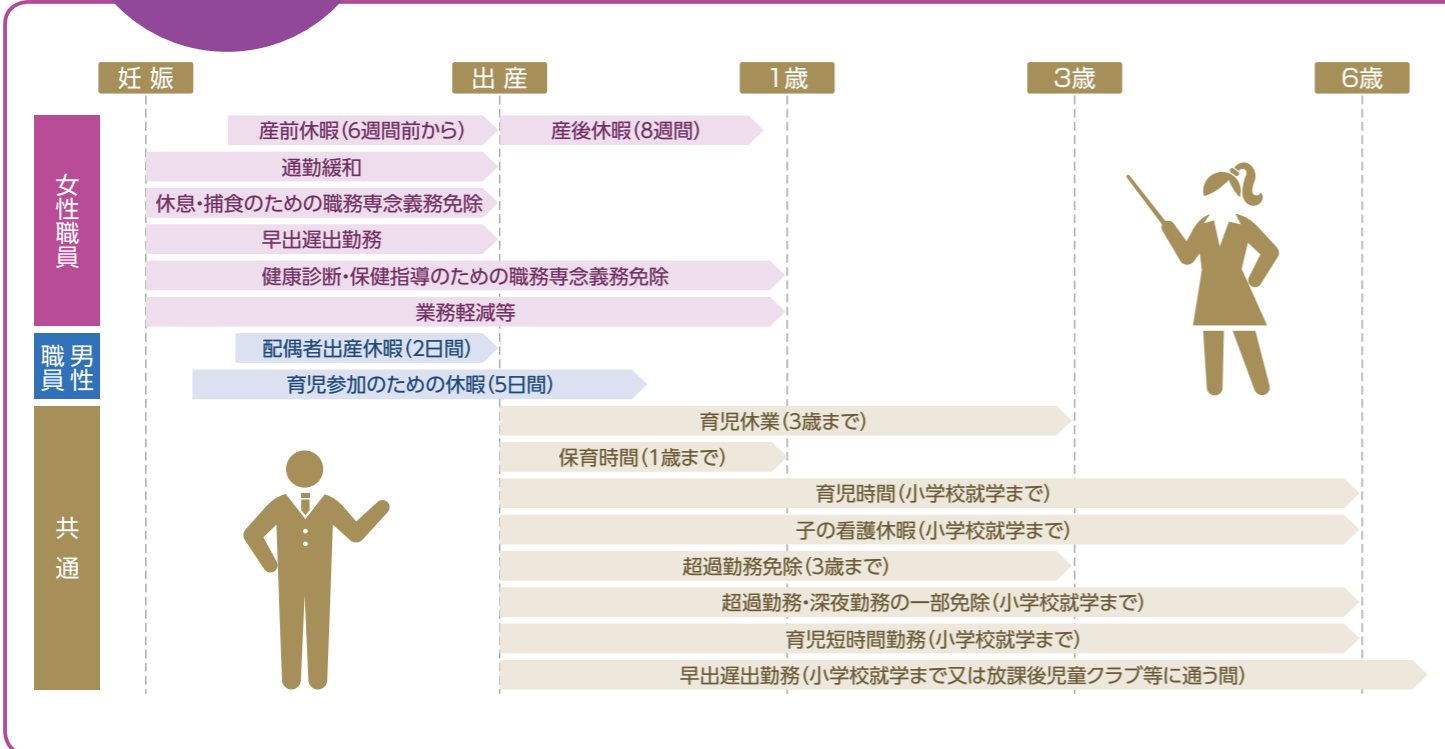 妊娠
出産
1歳
3歳
6歳
女性職員
産前休暇(6週間前から)
産後休暇(8週間)
通勤緩和
休息・捕食のための職務専念義務免除
早出遅出勤務
健康診断・保健指導のための職務専念義務免除
業務軽減等
男性
職員
配偶者出産休暇(2日間)
育児参加のための休暇(5日間)
共通
育児休業(3歳まで)
保育時間(1歳まで)
育児時間(小学校就学まで)
子の看護休暇(小学校就学まで)
超過勤務免除(3歳まで)
超過勤務・深夜勤務の一部免除(小学校就学まで)
育児短時間勤務(小学校就学まで)
早出遅出勤務(小学校就学まで又は放課後児童クラブ等に通う間)